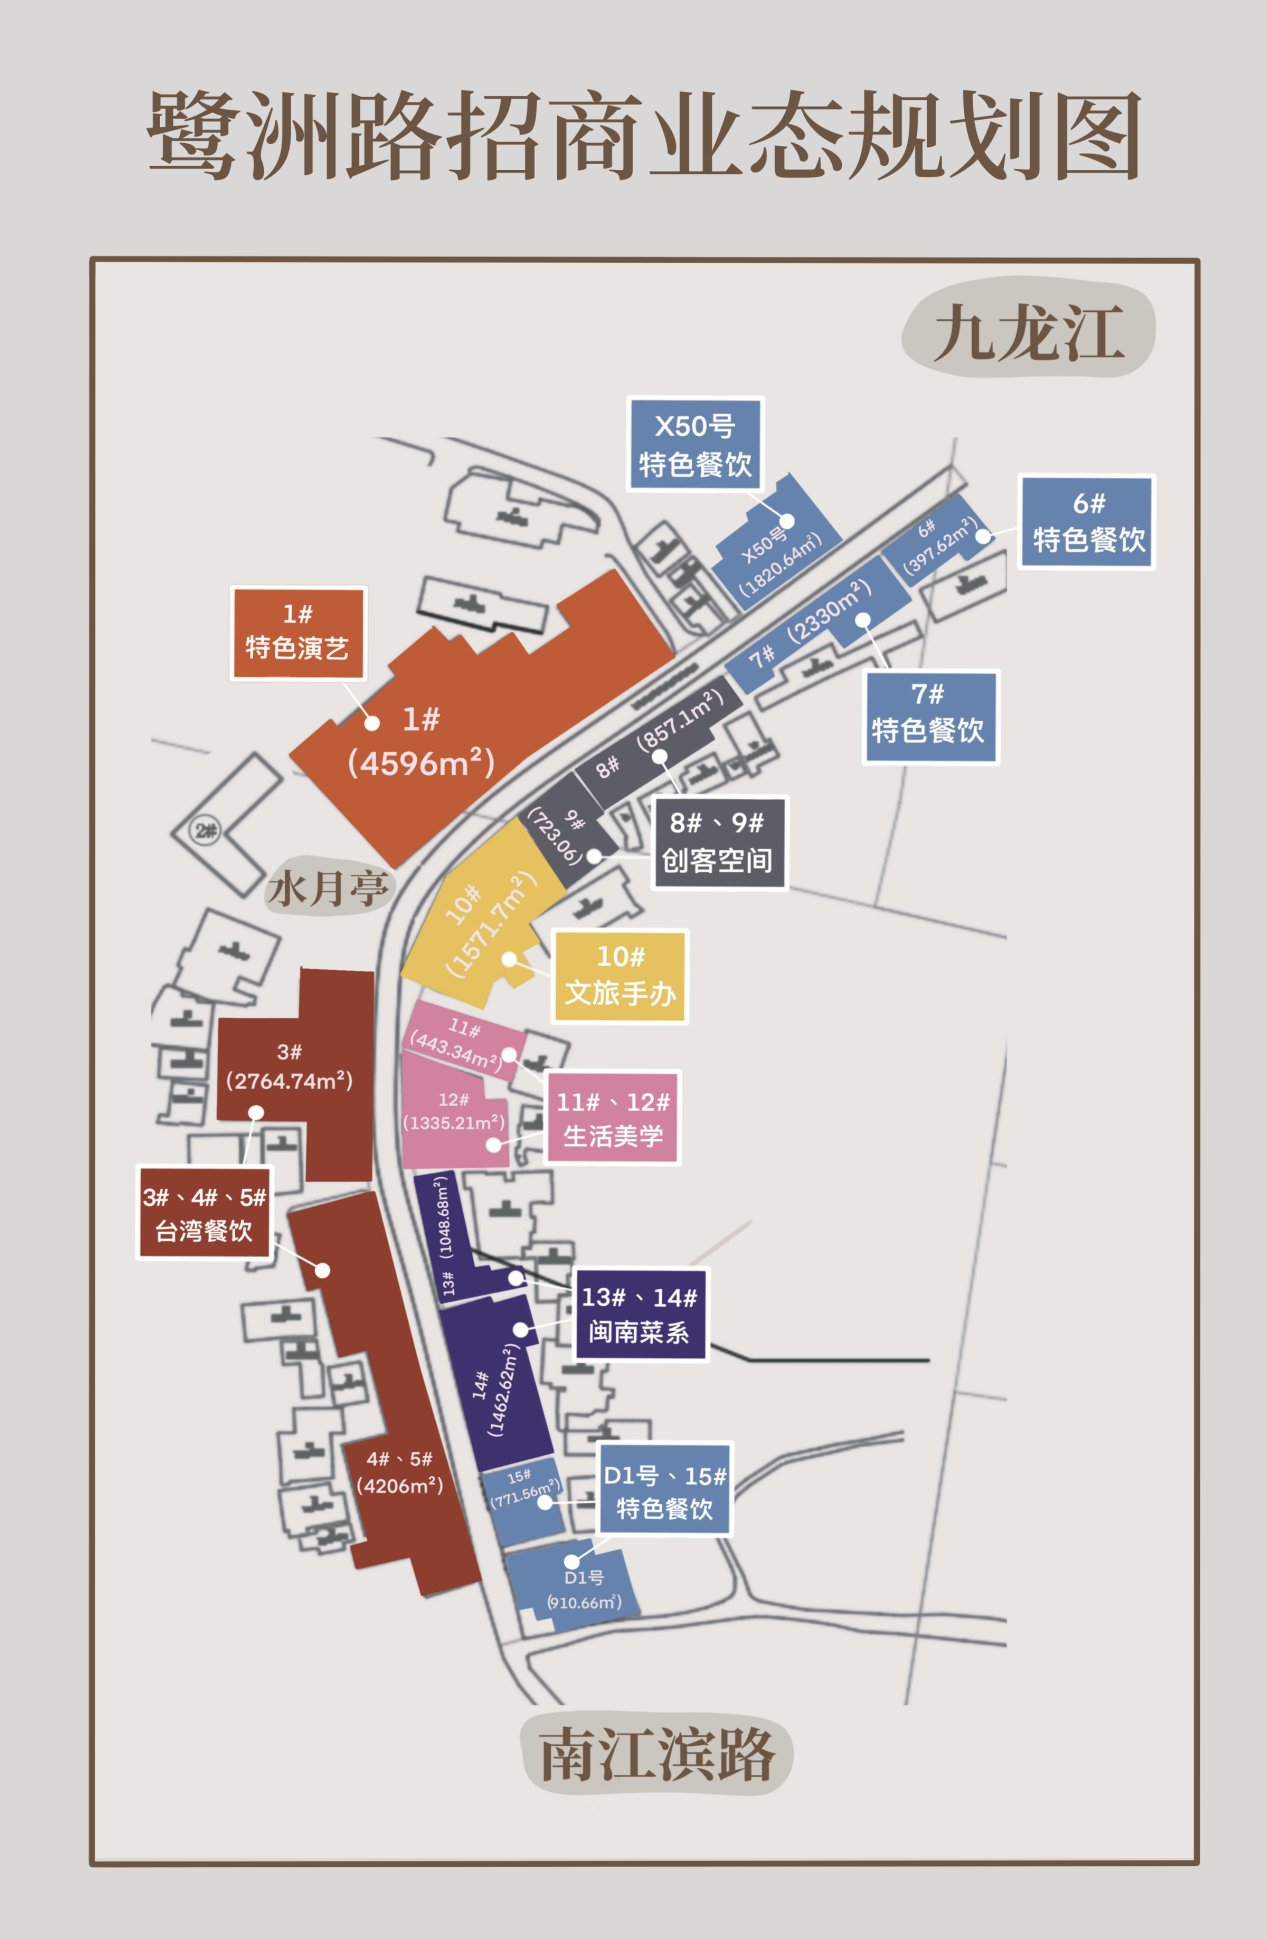 鹭洲路招商业态规划图
九龙江
X50号
特色餐饮
6#
特色餐饮
X50号
(1820.64㎡)
6#
(397.62m²)
1#
特色演艺
7# (2330m²)
7#
特色餐饮
1#
(4596m²)
8# (857.1m²)
9#
(723.06)
8#、9#
创客空间
2#
水月亭
10#
(1571.7m²)
10#
文旅手办
11#
(443.34m²)
3#
(2764.74m²)
12#
(1335.21m²)
11#、12#
生活美学
3#、4#、5#
台湾餐饮
13# (1048.68m²)
13#、14#
闽南菜系
14#
(1462.62m²)
4#、5#
(4206m²)
15#
(771.56m²)
D1号、15#
特色餐饮
D1号
(910.66㎡)
南江滨路